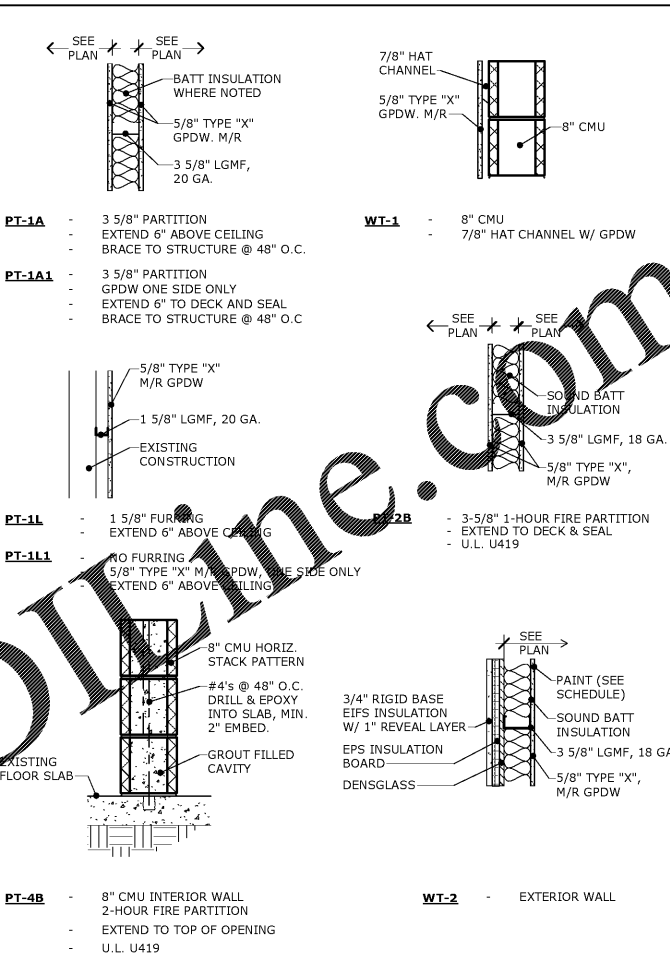 SEE
PLAN
SEE
PLAN
BATT INSULATION
WHERE NOTED
5/8" TYPE "X"
GPDW. M/R
3 5/8" LGMF,
20 GA.
7/8" HAT
CHANNEL
5/8" TYPE "X"
GPDW. M/R
8" CMU
PT-1A - 3 5/8" PARTITION
- EXTEND 6" ABOVE CEILING
- BRACE TO STRUCTURE @ 48" O.C.
WT-1 - 8" CMU
- 7/8" HAT CHANNEL W/ GPDW
PT-1A1 - 3 5/8" PARTITION
- GPDW ONE SIDE ONLY
- EXTEND 6" TO DECK AND SEAL
- BRACE TO STRUCTURE @ 48" O.C
5/8" TYPE "X"
M/R GPDW
1 5/8" LGMF, 20 GA.
EXISTING
CONSTRUCTION
SEE
PLAN
SEE
PLAN
SOUND BATT
INSULATION
3 5/8" LGMF, 18 GA.
5/8" TYPE "X",
M/R GPDW
PT-1L - 1 5/8" FURRING
- EXTEND 6" ABOVE CEILING
PT-1L1 - NO FURRING
- 5/8" TYPE "X" M/R GPDW, ONE SIDE ONLY
- EXTEND 6" ABOVE CEILING
PT-2B - 3-5/8" 1-HOUR FIRE PARTITION
- EXTEND TO DECK & SEAL
- U.L. U419
8" CMU HORIZ.
STACK PATTERN
#4's @ 48" O.C.
DRILL & EPOXY
INTO SLAB, MIN.
2" EMBED.
GROUT FILLED
CAVITY
EXISTING
FLOOR SLAB
SEE
PLAN
PAINT (SEE
SCHEDULE)
SOUND BATT
INSULATION
3 5/8" LGMF, 18 GA
5/8" TYPE "X",
M/R GPDW
3/4" RIGID BASE
EIFS INSULATION
W/ 1" REVEAL LAYER
EPS INSULATION
BOARD
DENSGLASS
PT-4B - 8" CMU INTERIOR WALL
2-HOUR FIRE PARTITION
- EXTEND TO TOP OF OPENING
- U.L. U419
WT-2 - EXTERIOR WALL